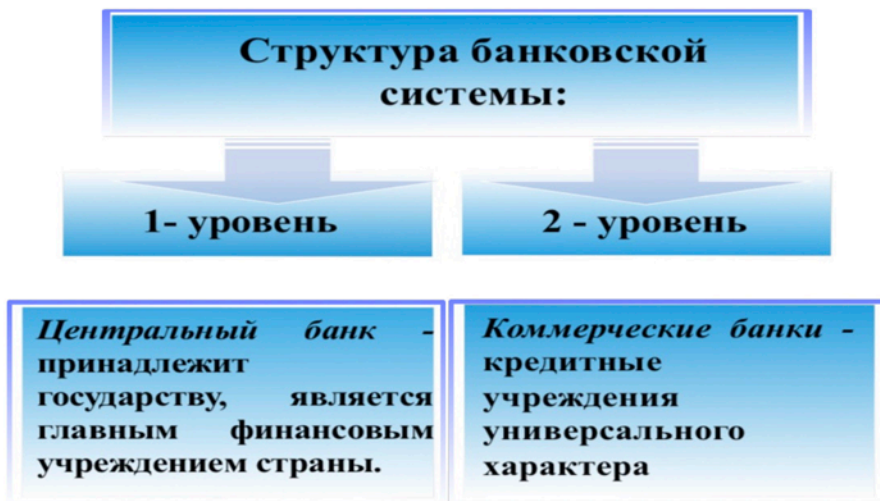 Структура банковской
системы:
1- уровень
2 - уровень
Центральный банк -
принадлежит
государству, является
главным финансовым
учреждением страны.
Коммерческие банки -
кредитные
учреждения
универсального
характера